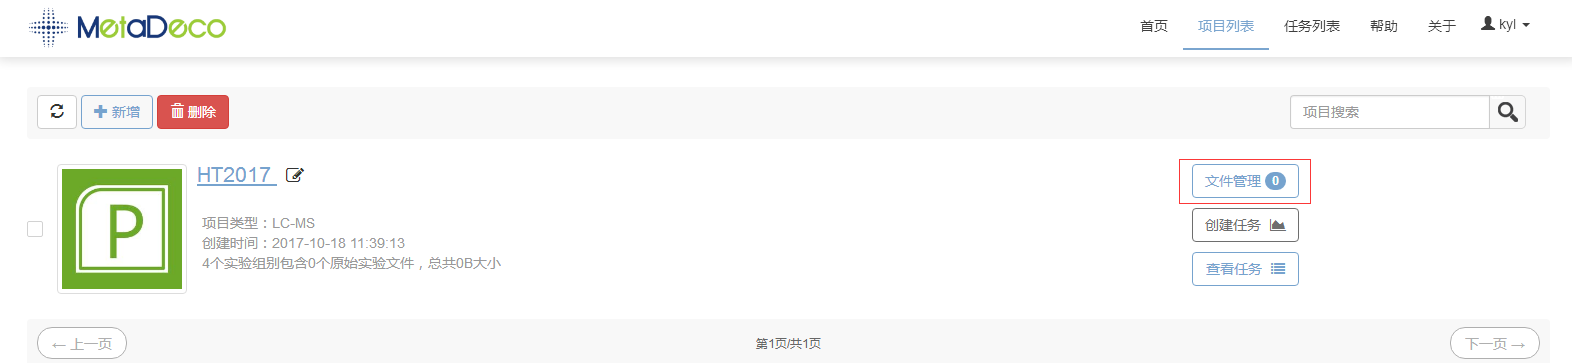 MetaDeco
首页 项目列表 任务列表 帮助 关于 kyl
新增 删除 项目搜索
HT2017
文件管理 0
项目类型：LC-MS
创建任务
创建时间：2017-10-18 11:39:13
4个实验组别包含0个原始实验文件，总共0B大小
查看任务
P
← 上一页 第1页/共1页 下一页 →